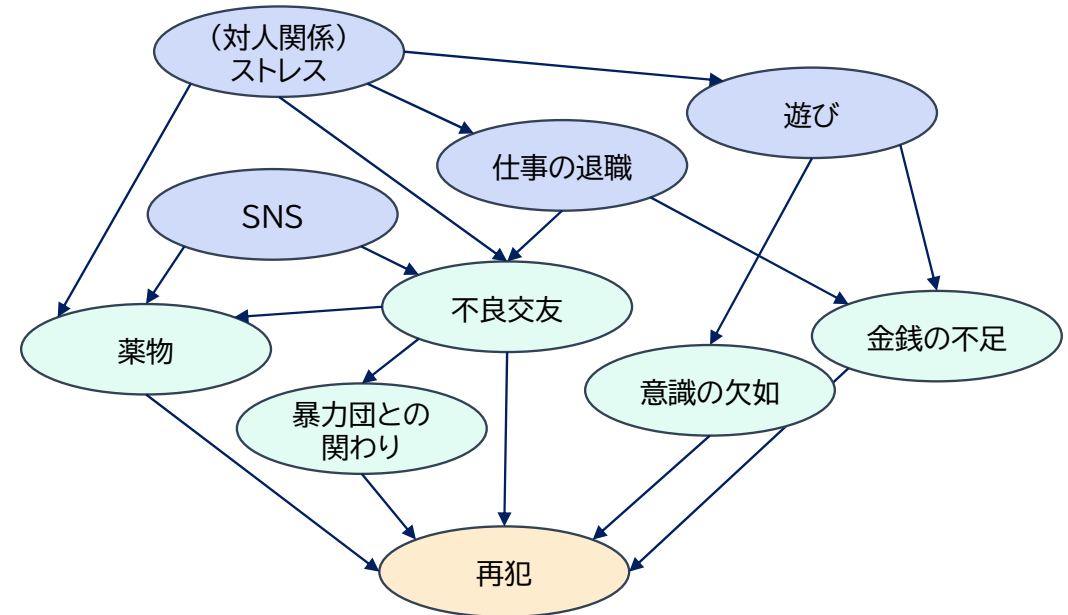 （対人関係）
ストレス
遊び
仕事の退職
SNS
不良交友
金銭の不足
薬物
意識の欠如
暴力団との
関わり
再犯